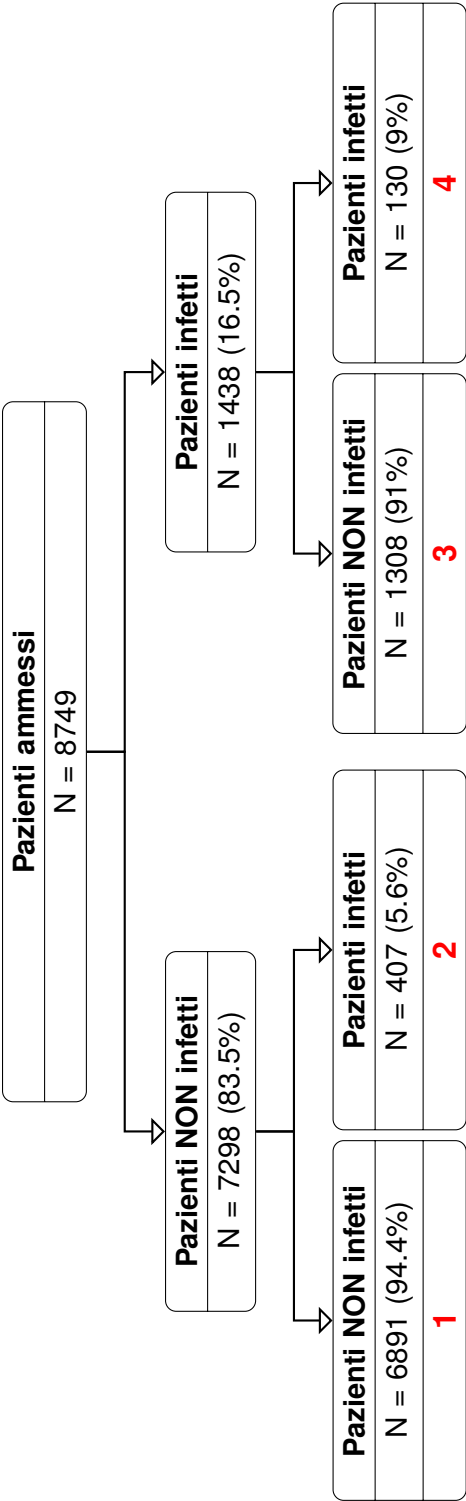 Pazienti ammessi
N = 8749
Pazienti NON infetti
N = 7298 (83.5%)
Pazienti infetti
N = 1438 (16.5%)
Pazienti NON infetti
N = 6891 (94.4%)
1
Pazienti infetti
N = 407 (5.6%)
2
Pazienti NON infetti
N = 1308 (91%)
3
Pazienti infetti
N = 130 (9%)
4